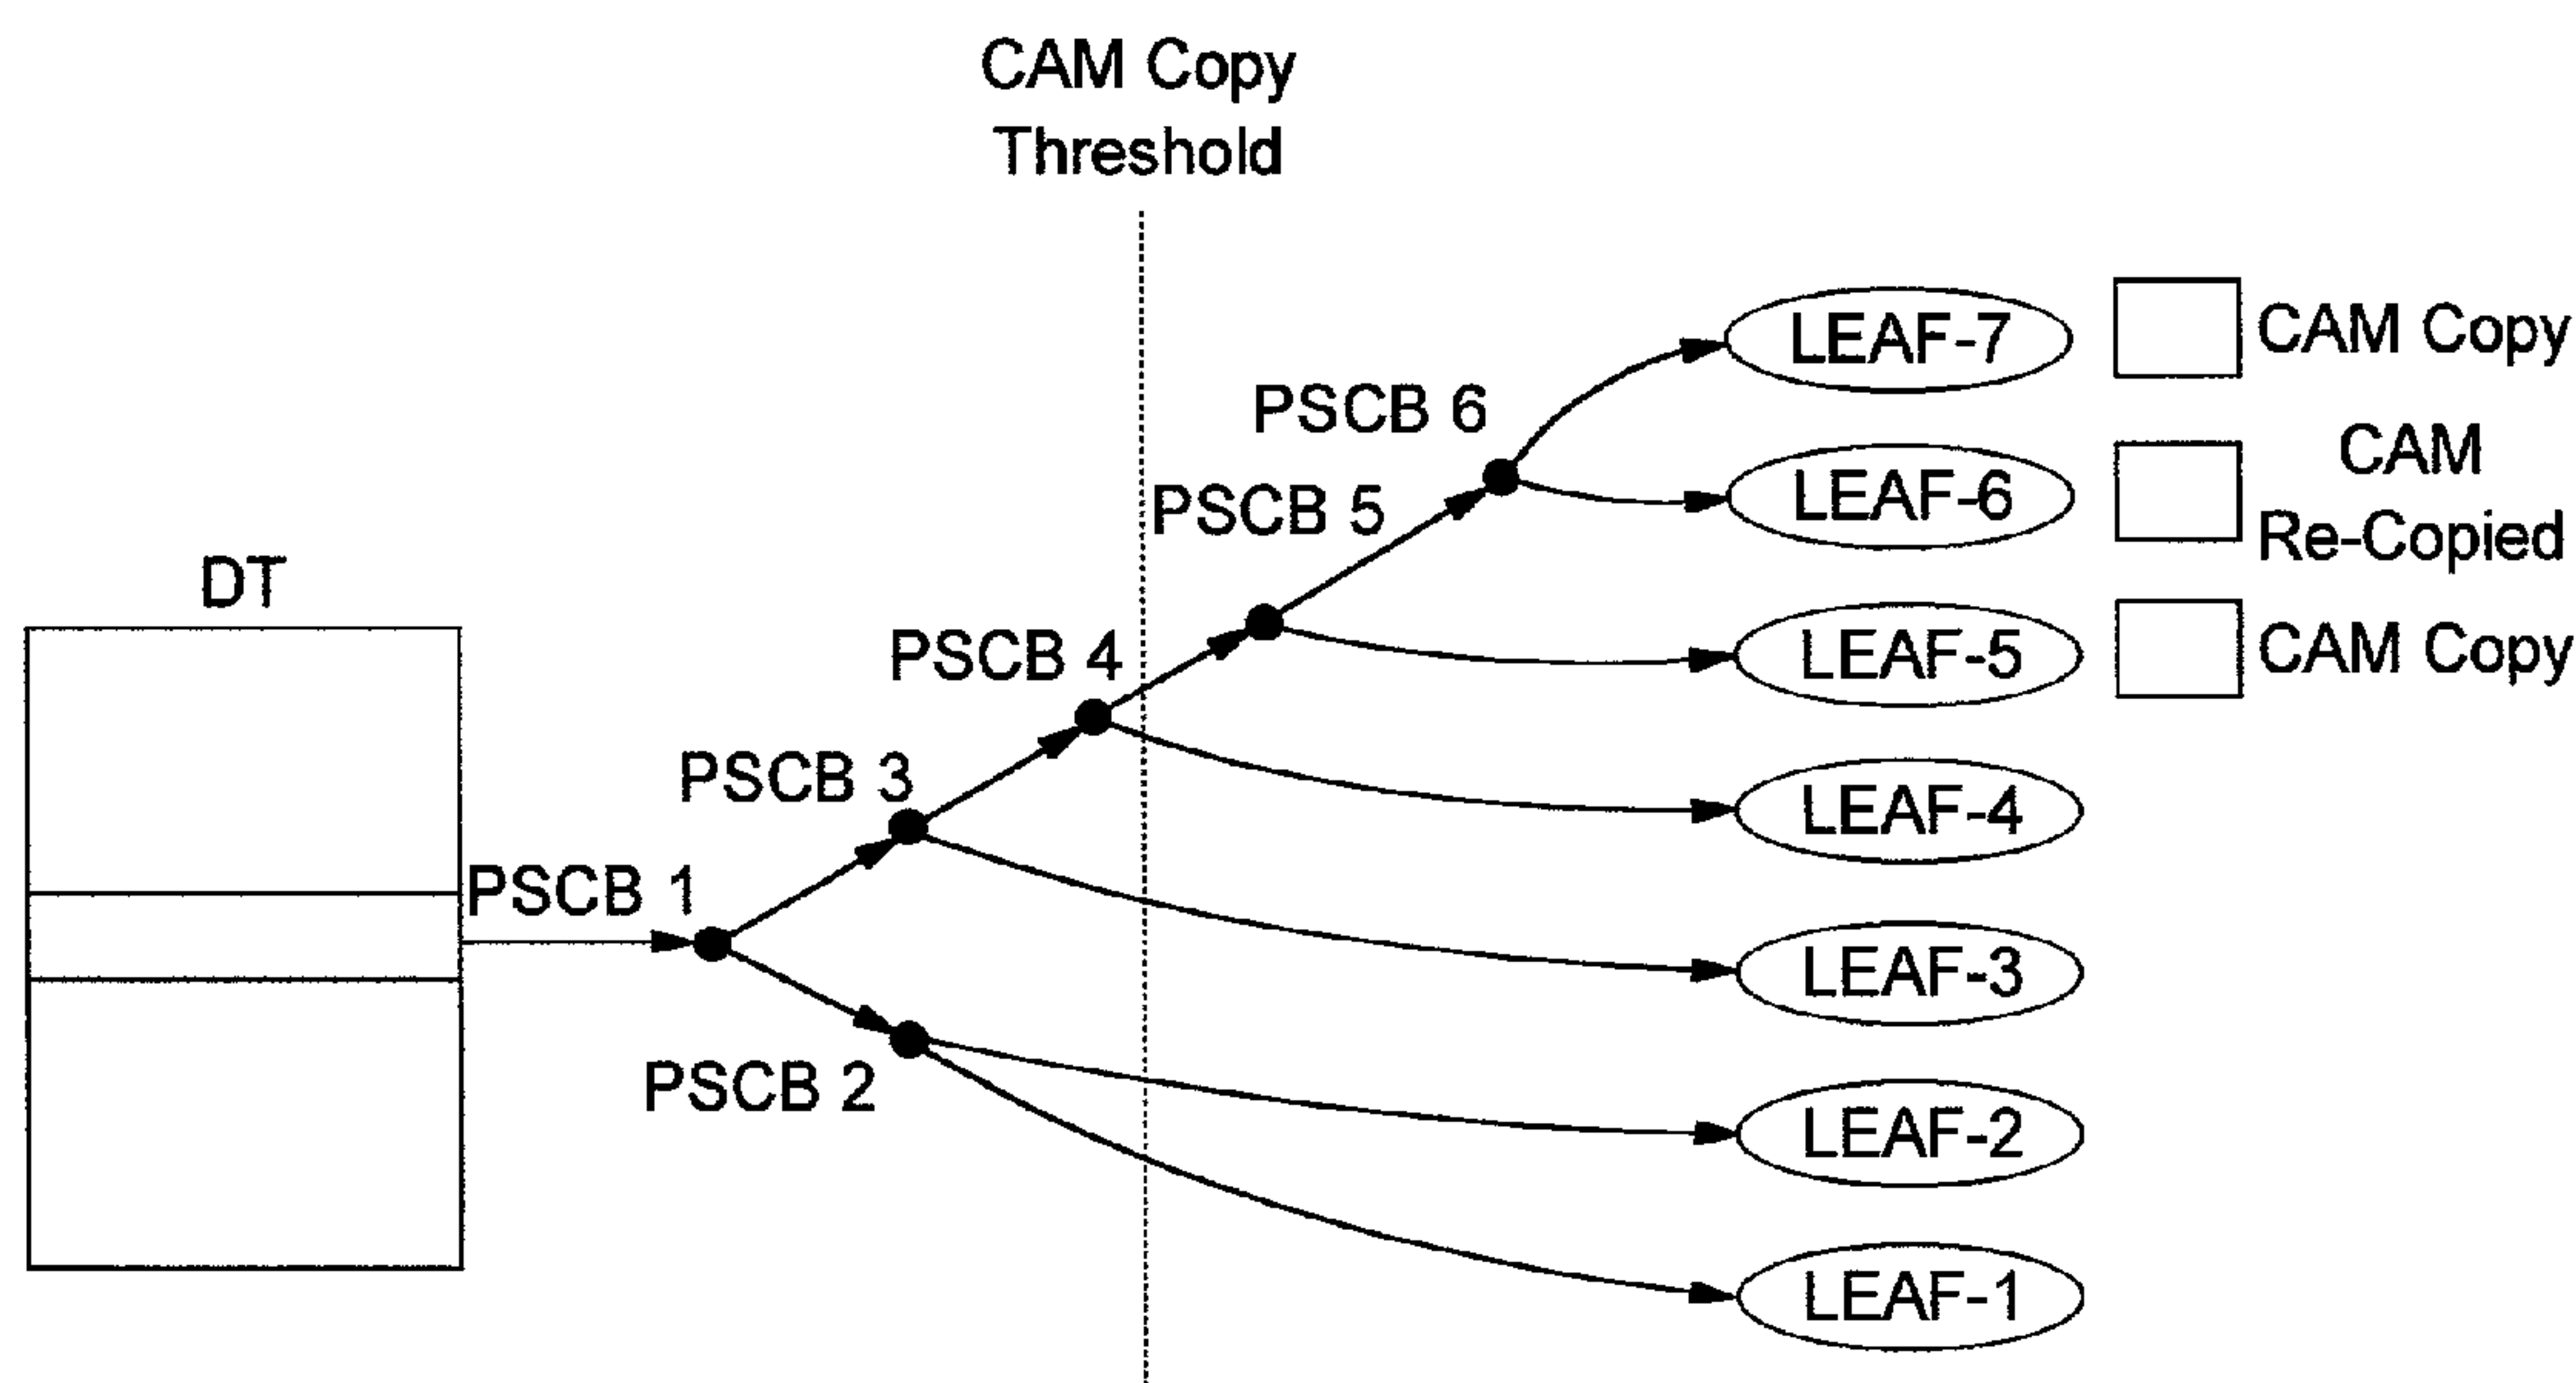 CAM Copy
Threshold
LEAF-7
CAM Copy
PSCB 6
CAM
LEAF-6
PSCB 5
Re-Copied
DT
PSCB 4
LEAF-5
CAM Copy
PSCB 3
LEAF-4
PSCB 1
LEAF-3
PSCB 2
LEAF-2
LEAF-1